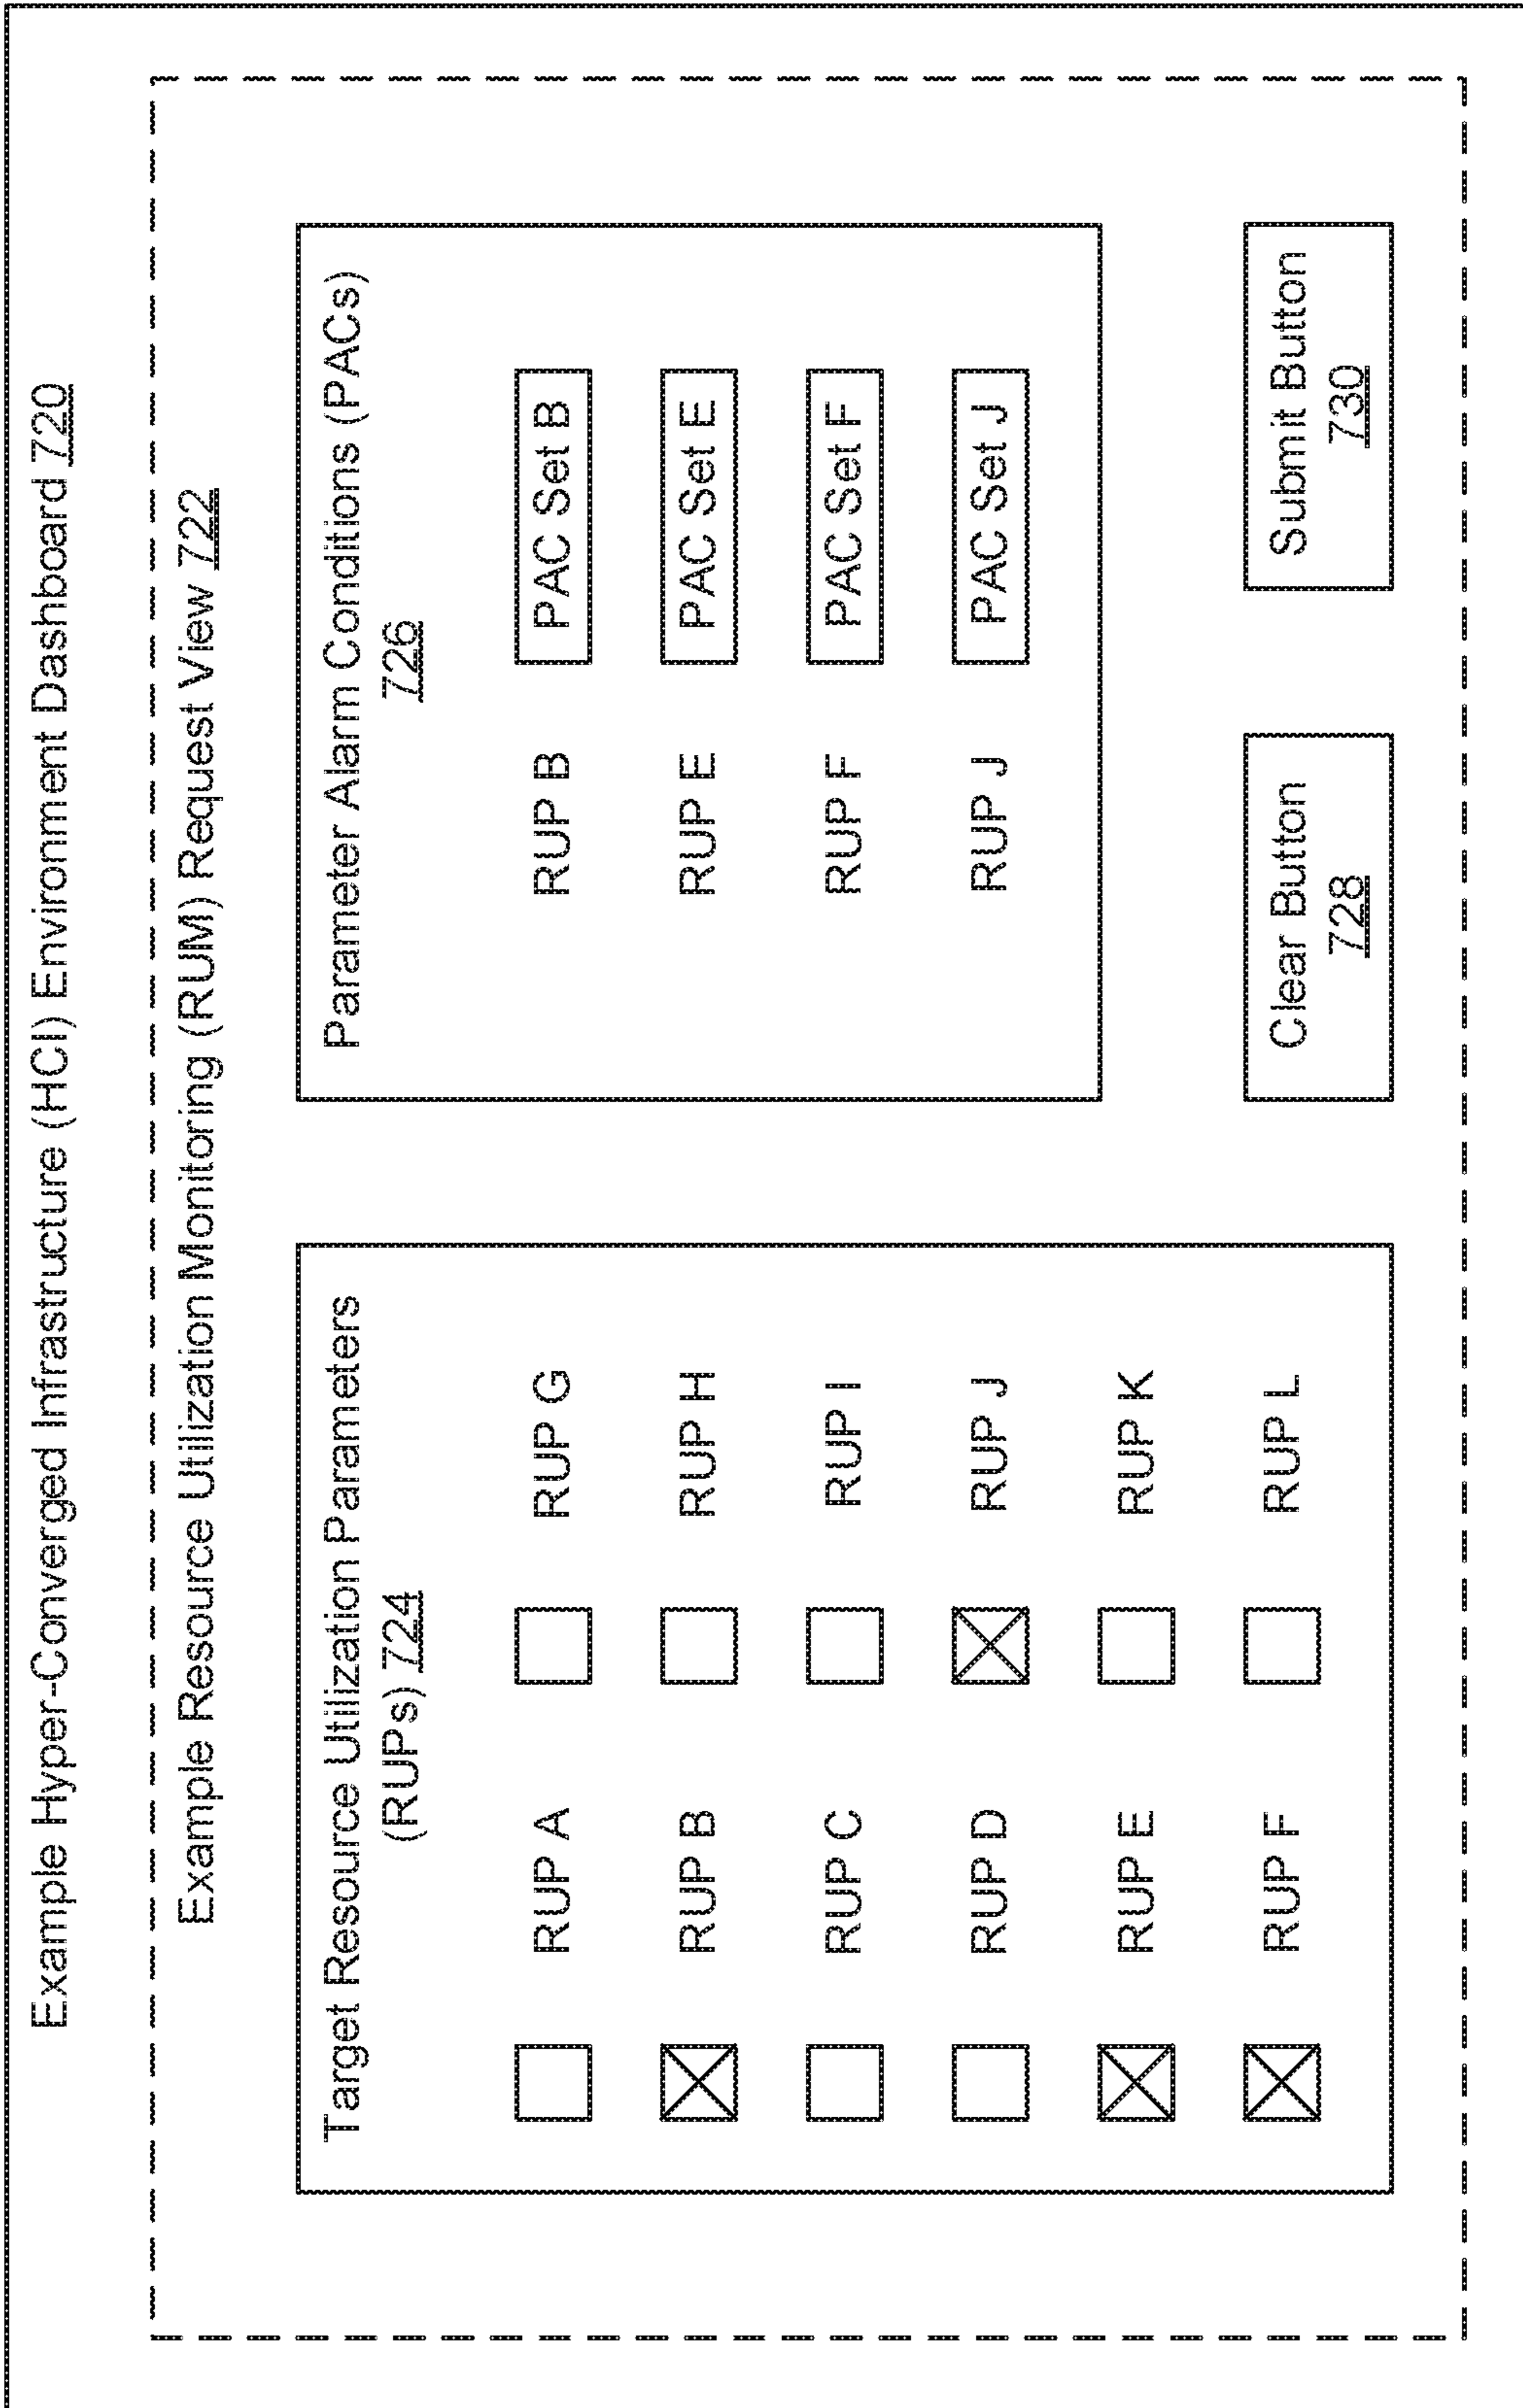 Example Hyper-Converged Infrastructure (HCI) Environment Dashboard 720
Example Resource Utilization Monitoring (RUM) Request View 722
Target Resource Utilization Parameters
(RUPs) 724
RUP A
RUP G
RUP B
RUP H
RUP C
RUP I
RUP D
RUP J
RUP E
RUP K
RUP F
RUP L
Parameter Alarm Conditions (PACs)
726
RUP B
PAC Set B
RUP E
PAC Set E
RUP F
PAC Set F
RUP J
PAC Set J
Clear Button
728
Submit Button
730